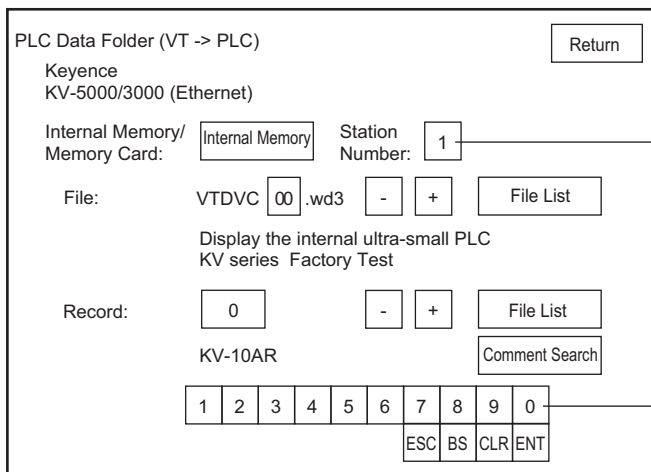 PLC Data Folder (VT -> PLC)
Return
Keyence
KV-5000/3000 (Ethernet)
Internal Memory/
Memory Card:
Internal Memory
Station
Number:
1
File:
VTDVC 00 .wd3 - + File List
Display the internal ultra-small PLC
KV series Factory Test
Record: 0 - + File List
KV-10AR
Comment Search
1 2 3 4 5 6 7 8 9 0
ESC BS CLR ENT